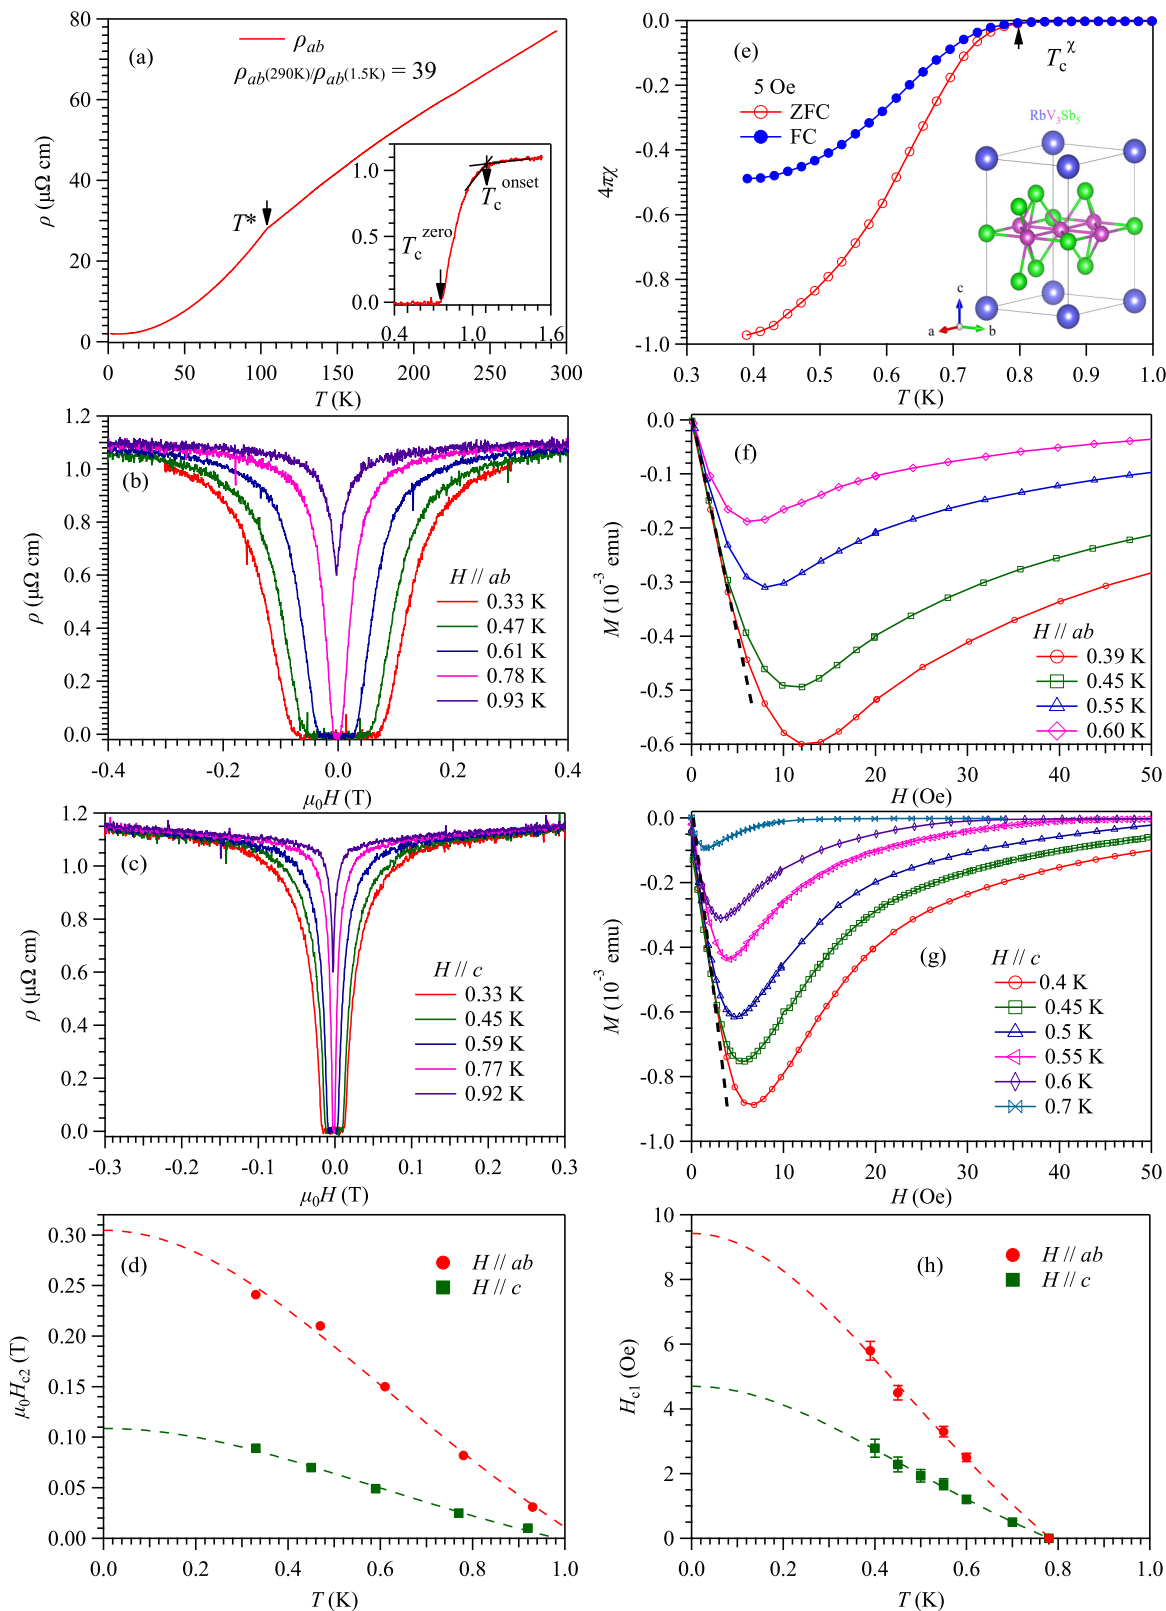 (a)
ρab
ρab(290K)/ρab(1.5K) = 39
T*
Tc onset
Tc zero
1.0
0.5
0.0
0.4 1.0 1.6
80
60
40
20
0
ρ (μΩ cm)
0 50 100 150 200 250 300
T (K)
(e)
5 Oe
ZFC
FC
Tc χ
RbV3Sb5
c
a
b
0.0
-0.2
-0.4
-0.6
-0.8
-1.0
4πχ
0.3 0.4 0.5 0.6 0.7 0.8 0.9 1.0
T (K)
(b)
H // ab
0.33 K
0.47 K
0.61 K
0.78 K
0.93 K
1.2
1.0
0.8
0.6
0.4
0.2
0.0
ρ (μΩ cm)
-0.4 -0.2 0.0 0.2 0.4
μ0H (T)
(f)
H // ab
0.39 K
0.45 K
0.55 K
0.60 K
-0.0
-0.1
-0.2
-0.3
-0.4
-0.5
-0.6
M (10-3 emu)
0 10 20 30 40 50
H (Oe)
(c)
H // c
0.33 K
0.45 K
0.59 K
0.77 K
0.92 K
1.2
1.0
0.8
0.6
0.4
0.2
0.0
ρ (μΩ cm)
-0.3 -0.2 -0.1 0.0 0.1 0.2 0.3
μ0H (T)
(g)
H // c
0.4 K
0.45 K
0.5 K
0.55 K
0.6 K
0.7 K
-0.0
-0.2
-0.4
-0.6
-0.8
-1.0
M (10-3 emu)
0 10 20 30 40 50
H (Oe)
(d)
H // ab
H // c
0.30
0.25
0.20
0.15
0.10
0.05
0.00
μ0Hc2 (T)
0.0 0.2 0.4 0.6 0.8 1.0
T (K)
(h)
H // ab
H // c
10
8
6
4
2
0
Hc1 (Oe)
0.0 0.2 0.4 0.6 0.8 1.0
T (K)